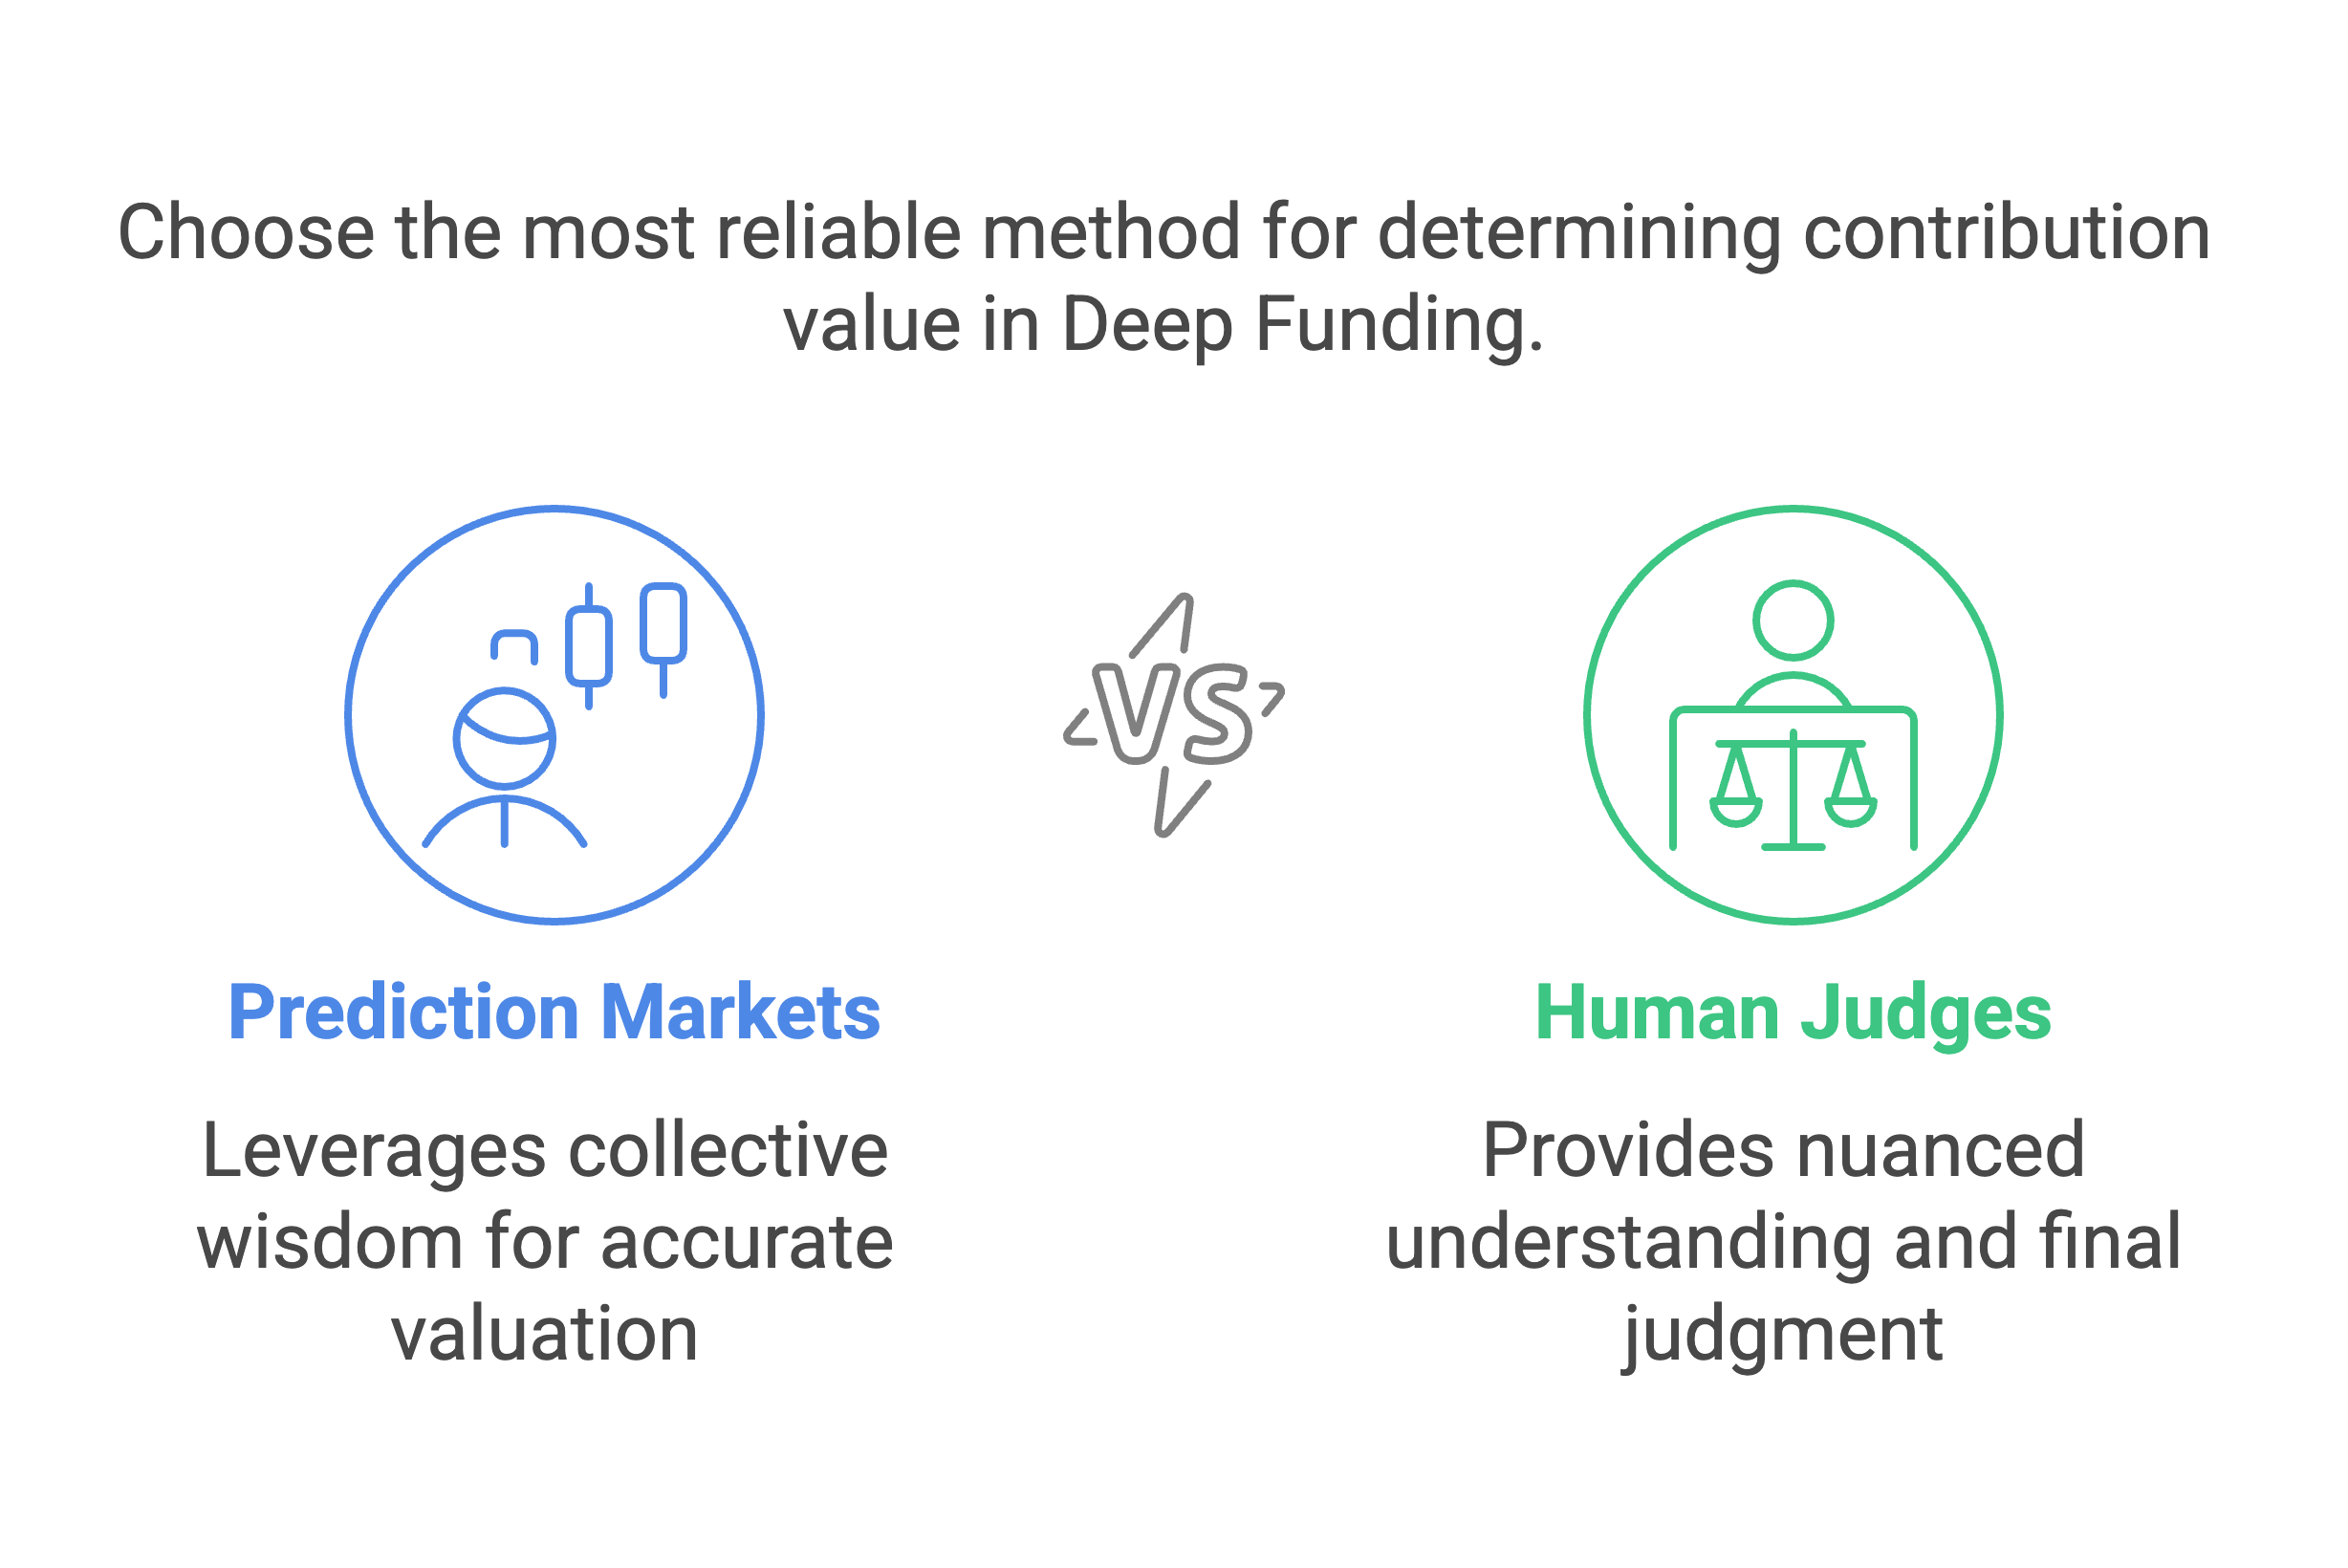 Choose the most reliable method for determining contribution
value in Deep Funding.
VS
Prediction Markets
Human Judges
Leverages collective
wisdom for accurate
valuation
Provides nuanced
understanding and final
judgment